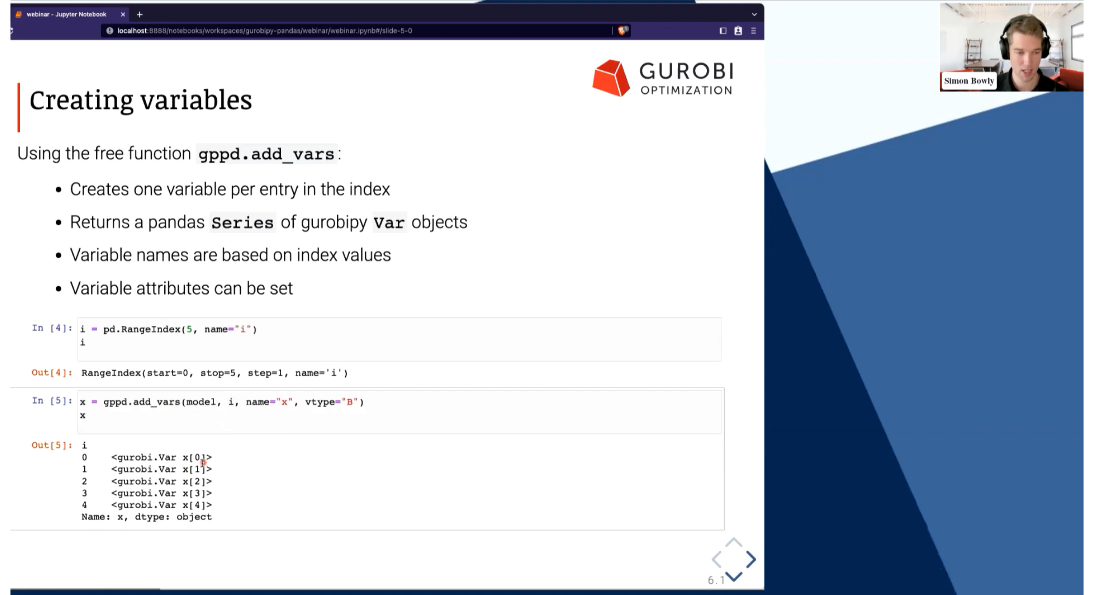 webinar - Jupyter Notebook
localhost:8888/notebooks/workspaces/gurobipy-pandas/webinar/webinar.ipynb#/slide-5-0
GUROBI
OPTIMIZATION
Simon Bowly
Creating variables
Using the free function gppd.add_vars:
• Creates one variable per entry in the index
• Returns a pandas Series of gurobipy Var objects
• Variable names are based on index values
• Variable attributes can be set
In [4]: i = pd.RangeIndex(5, name="i")
i
Out[4]: RangeIndex(start=0, stop=5, step=1, name='i')
In [5]: x = gppd.add_vars(model, i, name="x", vtype="B")
x
Out[5]: i
0 <gurobi.Var x[0]>
1 <gurobi.Var x[1]>
2 <gurobi.Var x[2]>
3 <gurobi.Var x[3]>
4 <gurobi.Var x[4]>
Name: x, dtype: object
6.1